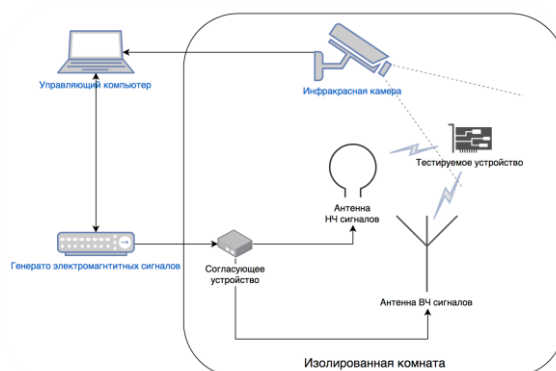 Управляющий компьютер
Инфракрасная камера
Тестируемое устройство
Антенна
НЧ сигналов
Генерато электромагнтитных сигналов
Согласующее
устройство
Антенна ВЧ сигналов
Изолированная комната